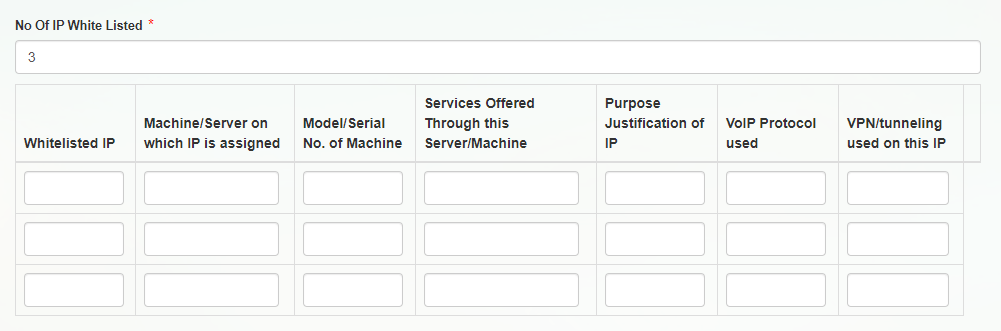 No Of IP White Listed *
3
Whitelisted IP
Machine/Server on
which IP is assigned
Model/Serial
No. of Machine
Services Offered
Through this
Server/Machine
Purpose
Justification of
IP
VoIP Protocol
used
VPN/tunneling
used on this IP